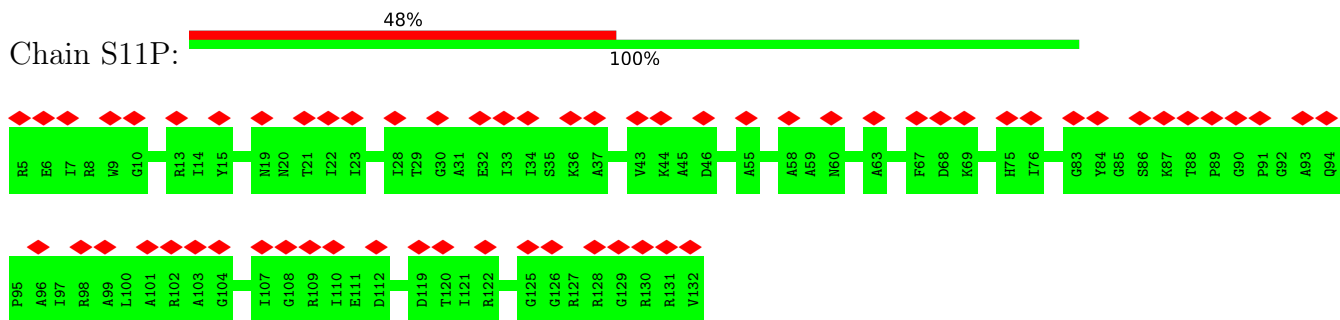 48%
Chain S11P:
100%
R5 E6 I7 R8 W9 G10 R13 I14 Y15 N19 N20 T21 I22 I23 I28 T29 G30 A31 E32 I33 I34 S35 K36 A37 V43 K44 A45 D46 A55 A58 A59 N60 A63 F67 D68 K69 H75 I76 G83 Y84 G85 S86 K87 T88 P89 G90 P91 G92 A93 Q94
P95 A96 I97 R98 A99 L100 A101 R102 A103 G104 I107 G108 R109 I110 E111 D112 D119 T120 I121 R122 G125 G126 R127 R128 G129 R130 R131 V132